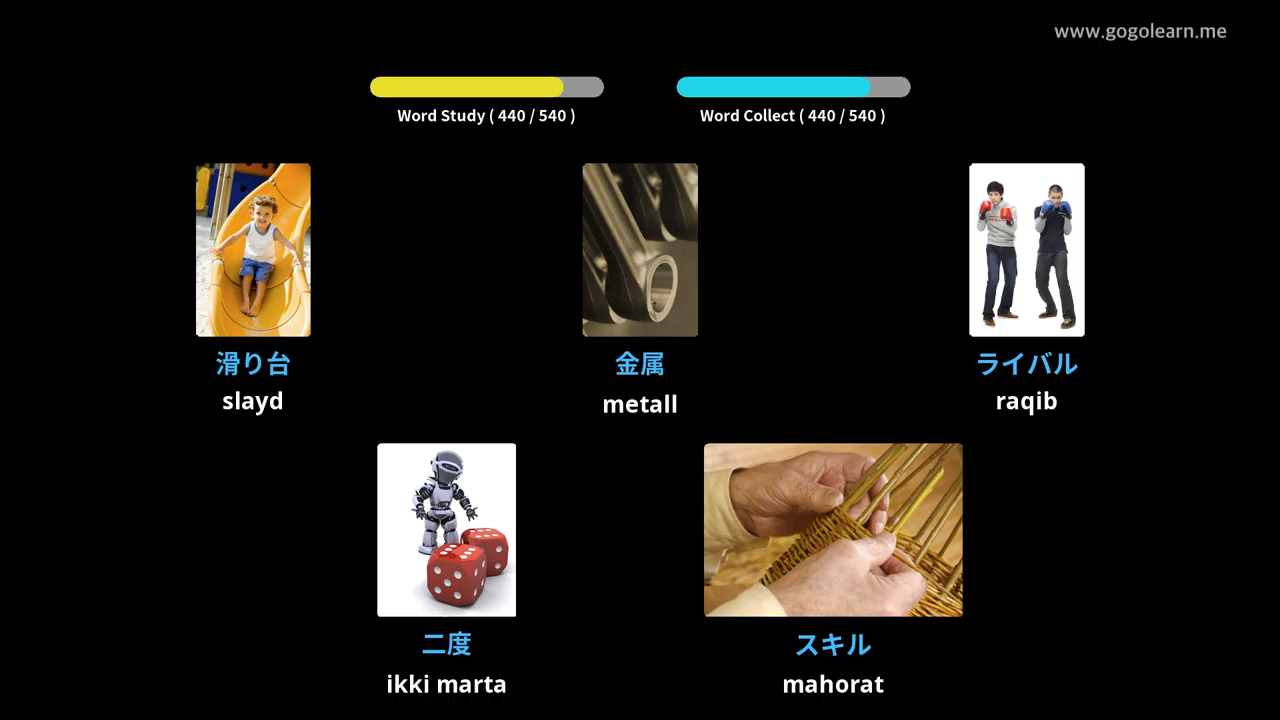 www.gogolearn.me
Word Study ( 440 / 540 )
Word Collect ( 440 / 540 )
滑り台
slayd
金属
metall
ライバル
raqib
二度
ikki marta
スキル
mahorat